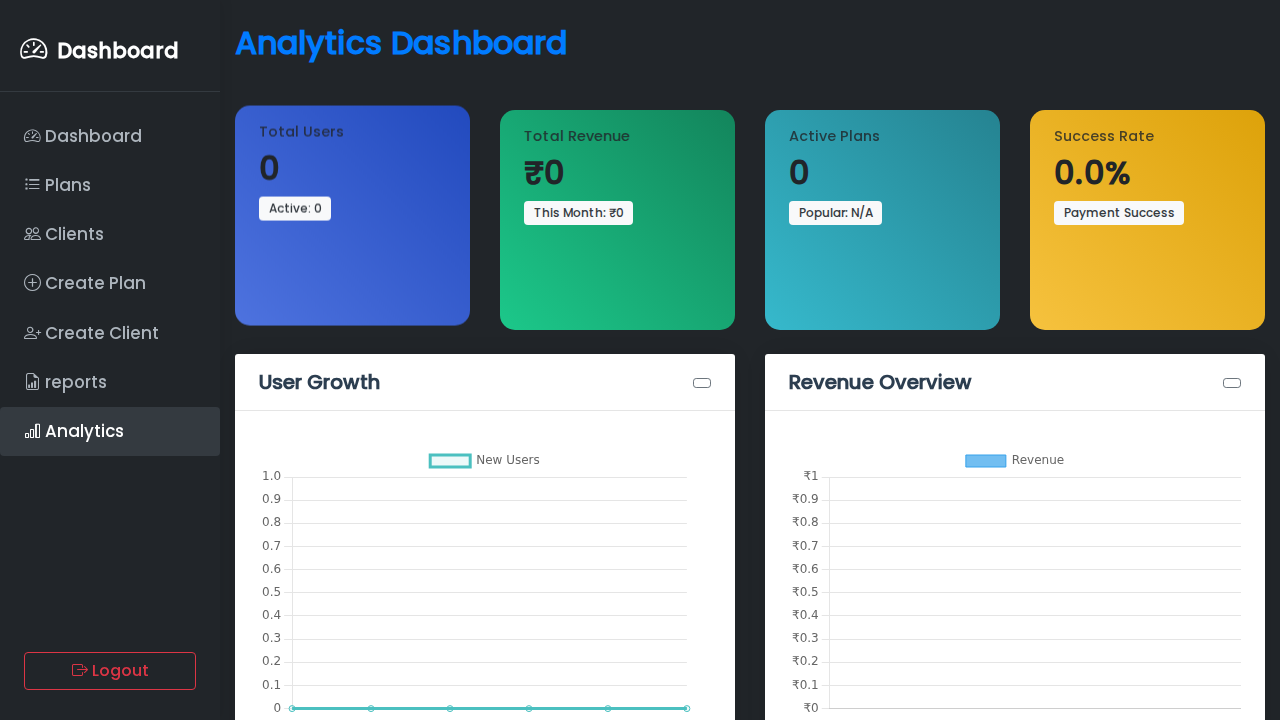 Dashboard
Dashboard
Plans
Clients
Create Plan
Create Client
reports
Analytics
Logout
Analytics Dashboard
Total Users
0
Active: 0
Total Revenue
₹0
This Month: ₹0
Active Plans
0
Popular: N/A
Success Rate
0.0%
Payment Success
User Growth
New Users
1.0
0.9
0.8
0.7
0.6
0.5
0.4
0.3
0.2
0.1
0
Revenue Overview
Revenue
₹1
₹0.9
₹0.8
₹0.7
₹0.6
₹0.5
₹0.4
₹0.3
₹0.2
₹0.1
₹0